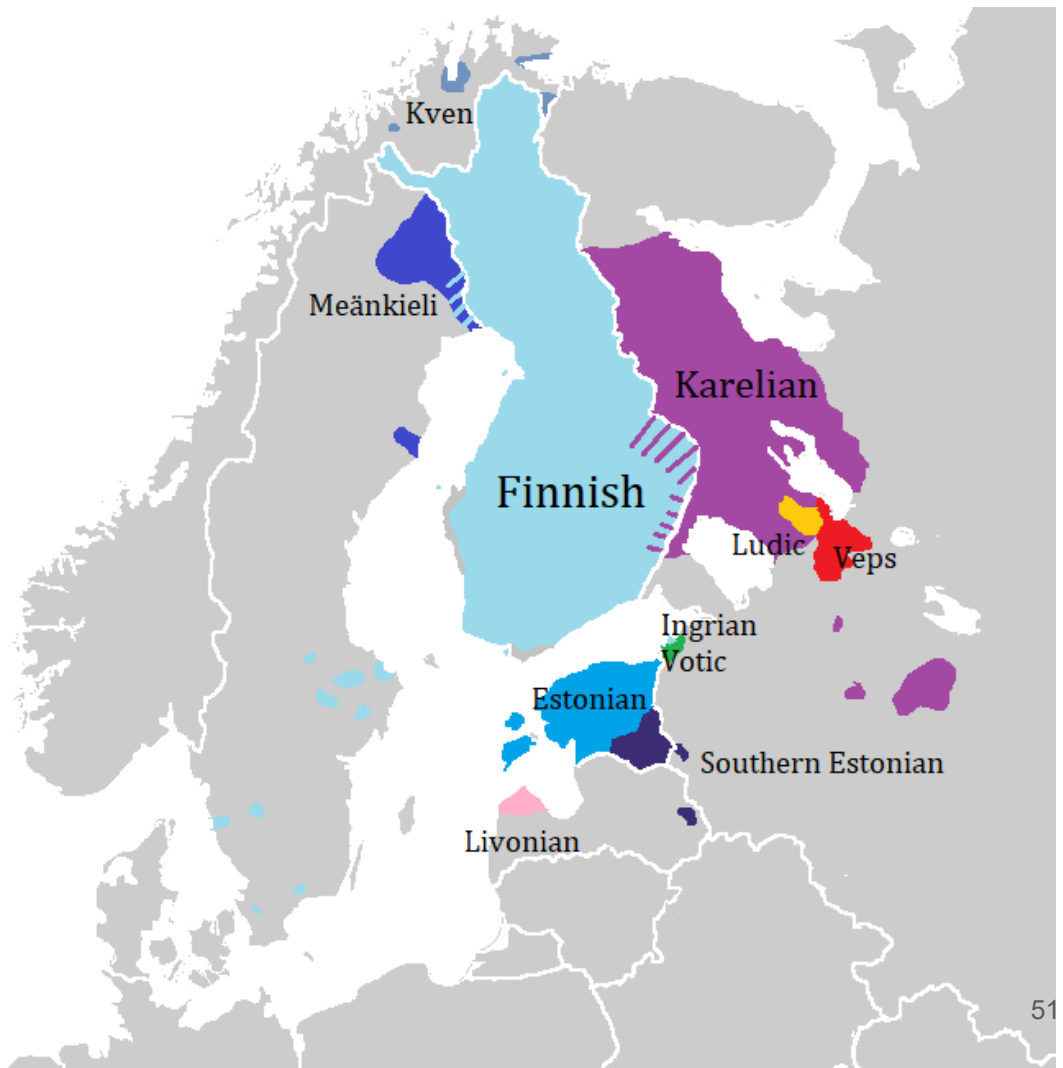 Kven
Meänkieli
Karelian
Finnish
Ludic
Veps
Ingrian
Votic
Estonian
Southern Estonian
Livonian
51